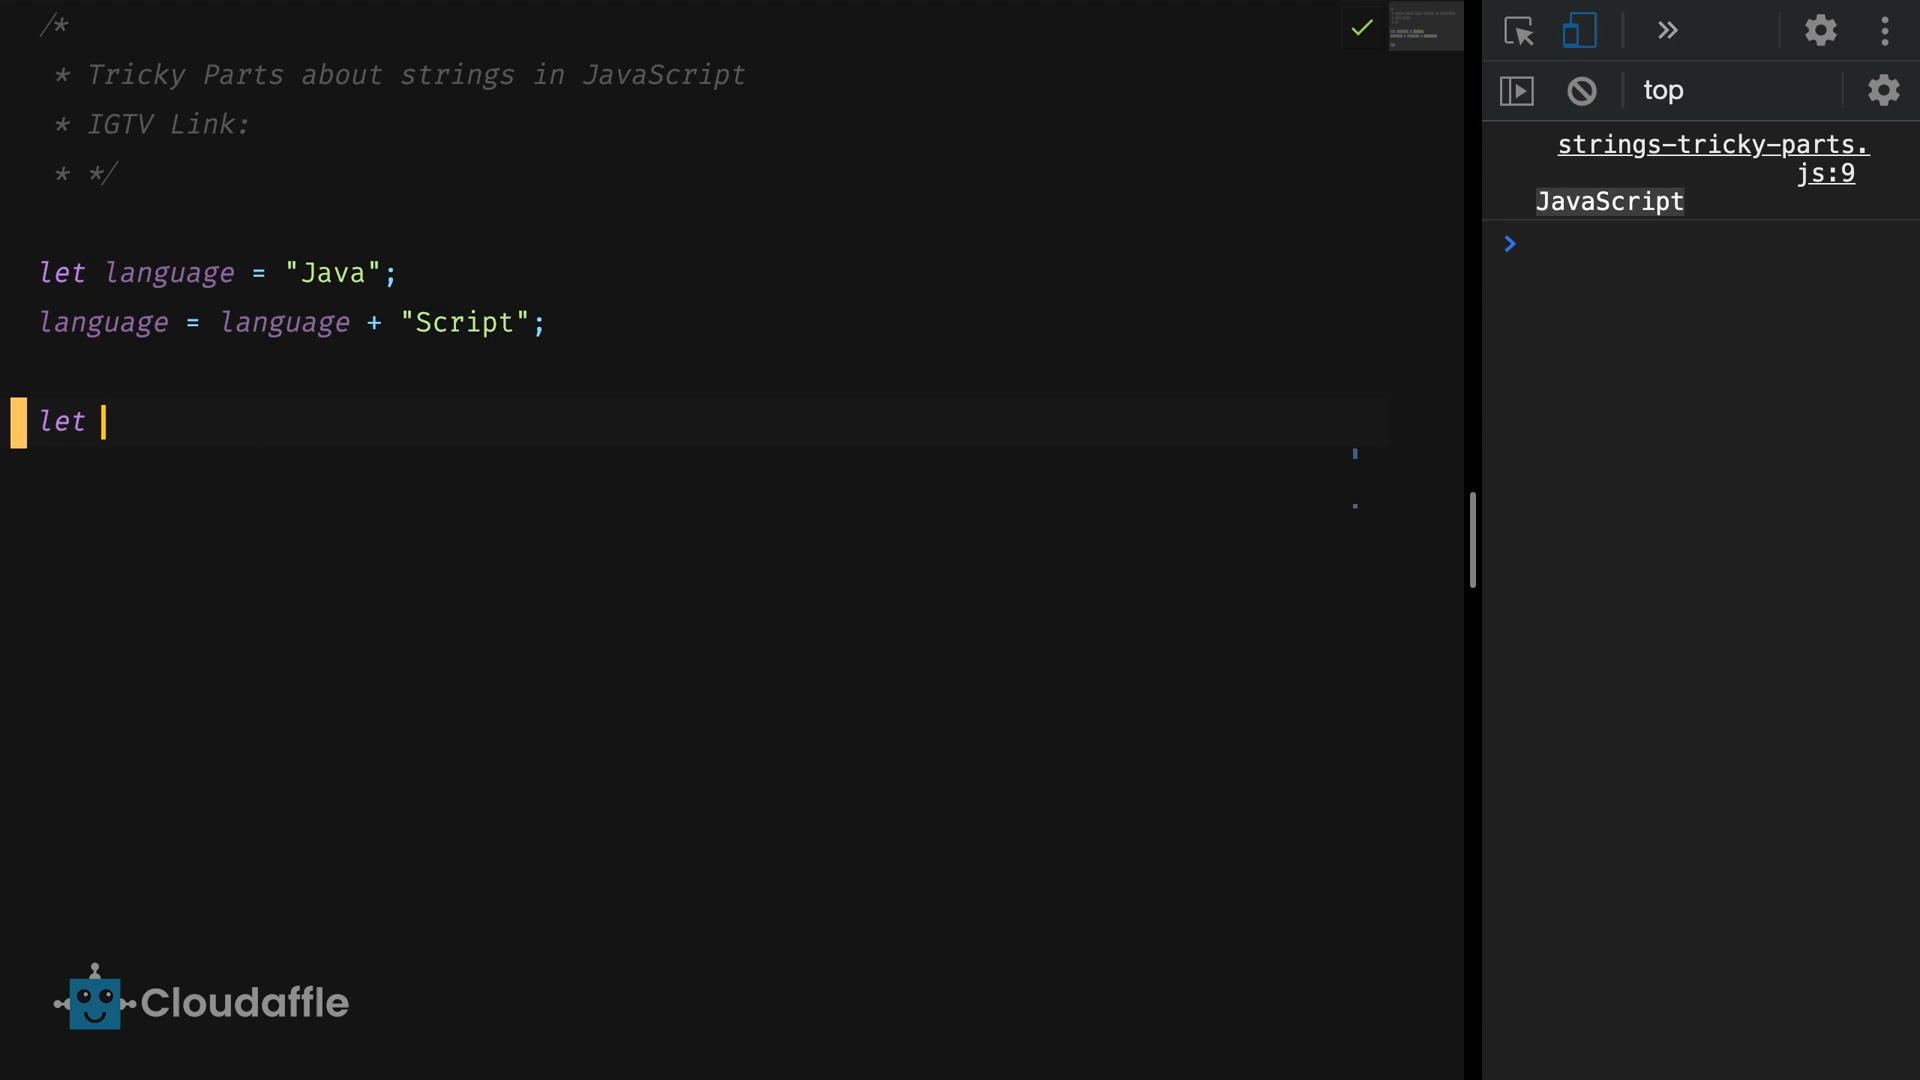 /*
* Tricky Parts about strings in JavaScript
* IGTV Link:
* */
let language = "Java";
language = language + "Script";
let
Cloudaffle
top
strings-tricky-parts.
js:9
JavaScript